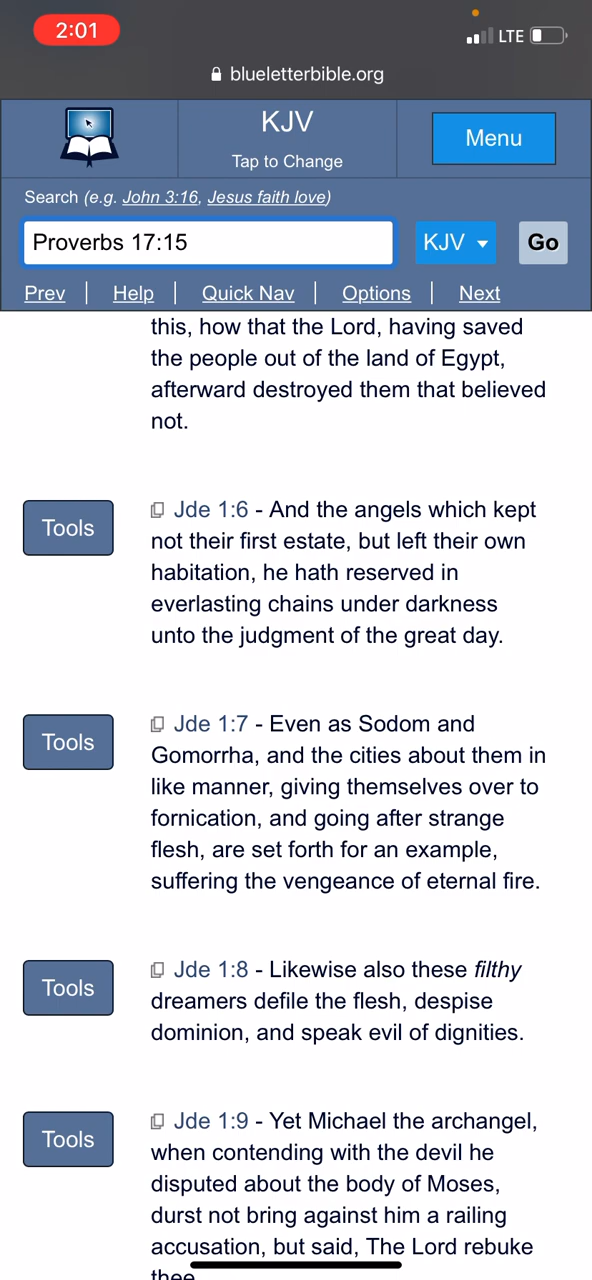 2:01
LTE
blueletterbible.org
KJV
Tap to Change
Menu
Search (e.g. John 3:16, Jesus faith love)
Proverbs 17:15
KJV
Go
Prev | Help | Quick Nav | Options | Next
this, how that the Lord, having saved
the people out of the land of Egypt,
afterward destroyed them that believed
not.
Tools
Jde 1:6 - And the angels which kept
not their first estate, but left their own
habitation, he hath reserved in
everlasting chains under darkness
unto the judgment of the great day.
Tools
Jde 1:7 - Even as Sodom and
Gomorrha, and the cities about them in
like manner, giving themselves over to
fornication, and going after strange
flesh, are set forth for an example,
suffering the vengeance of eternal fire.
Tools
Jde 1:8 - Likewise also these filthy
dreamers defile the flesh, despise
dominion, and speak evil of dignities.
Tools
Jde 1:9 - Yet Michael the archangel,
when contending with the devil he
disputed about the body of Moses,
durst not bring against him a railing
accusation, but said, The Lord rebuke
thee